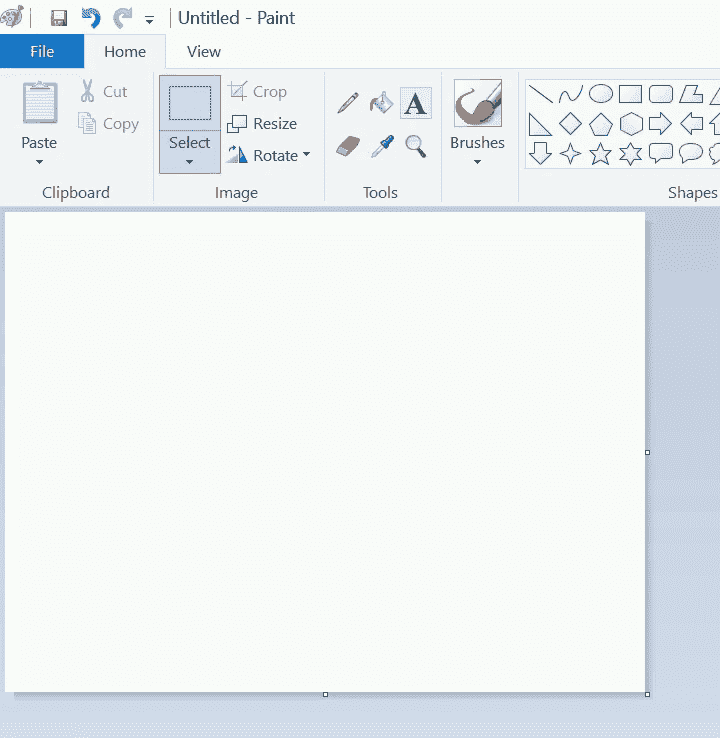 Untitled - Paint
File Home View
Cut Crop
Copy Resize
Paste Select Rotate Brushes
Clipboard Image Tools Shapes